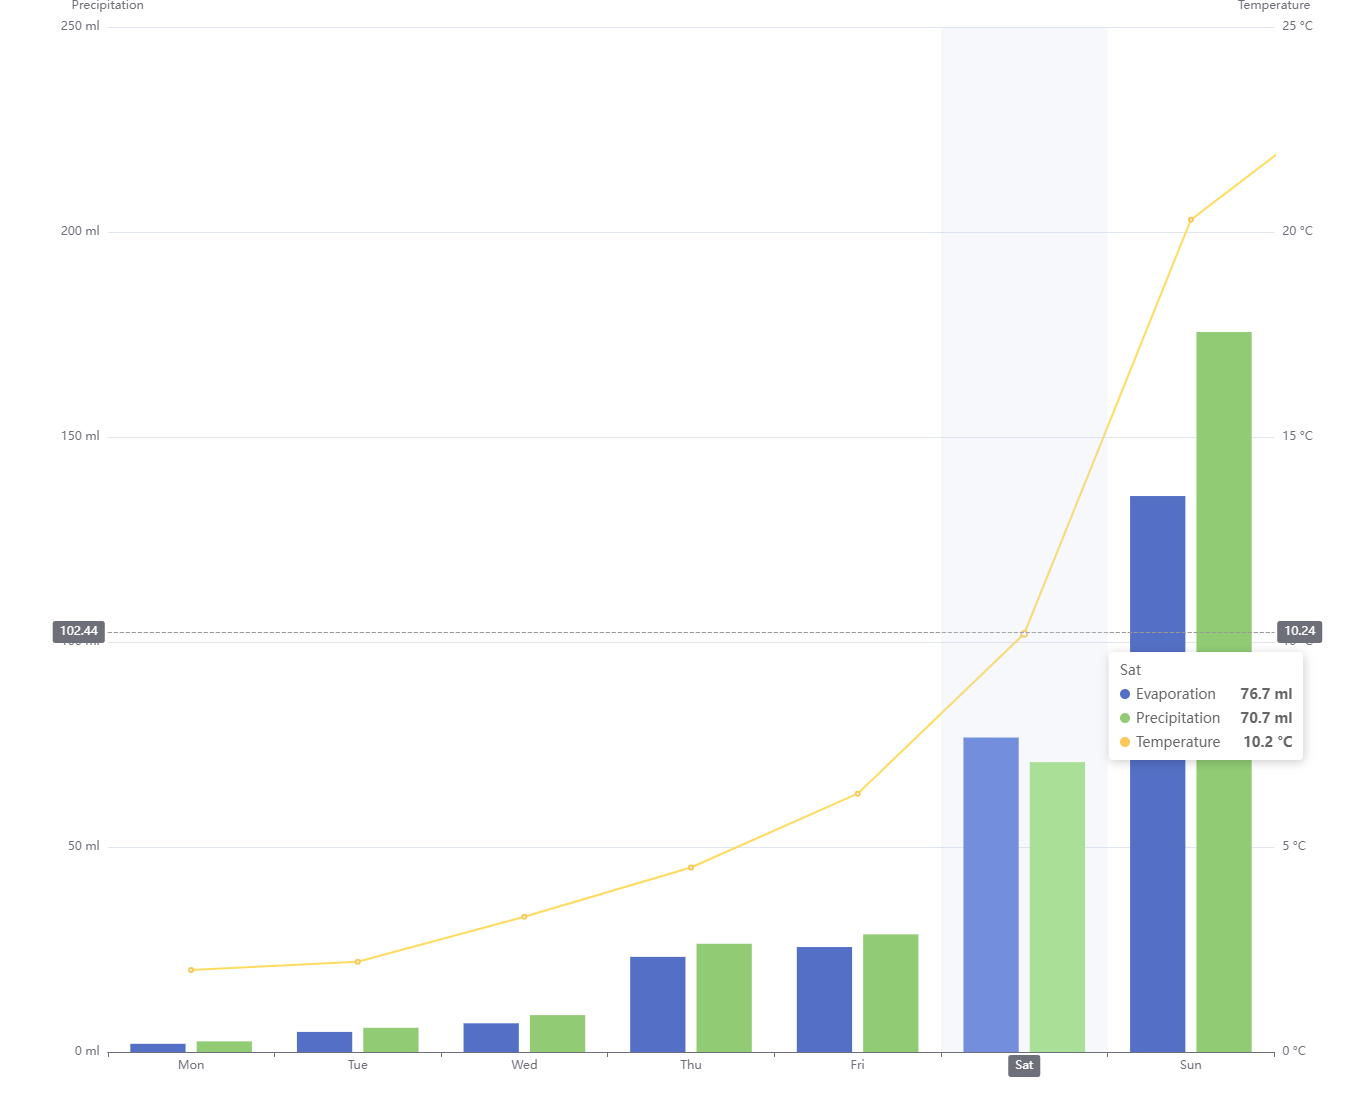 Precipitation Temperature
250 ml 25 °C
200 ml 20 °C
150 ml 15 °C
102.44 10.24
Sat
Evaporation 76.7 ml
Precipitation 70.7 ml
Temperature 10.2 °C
50 ml 5 °C
0 ml 0 °C
Mon Tue Wed Thu Fri Sat Sun